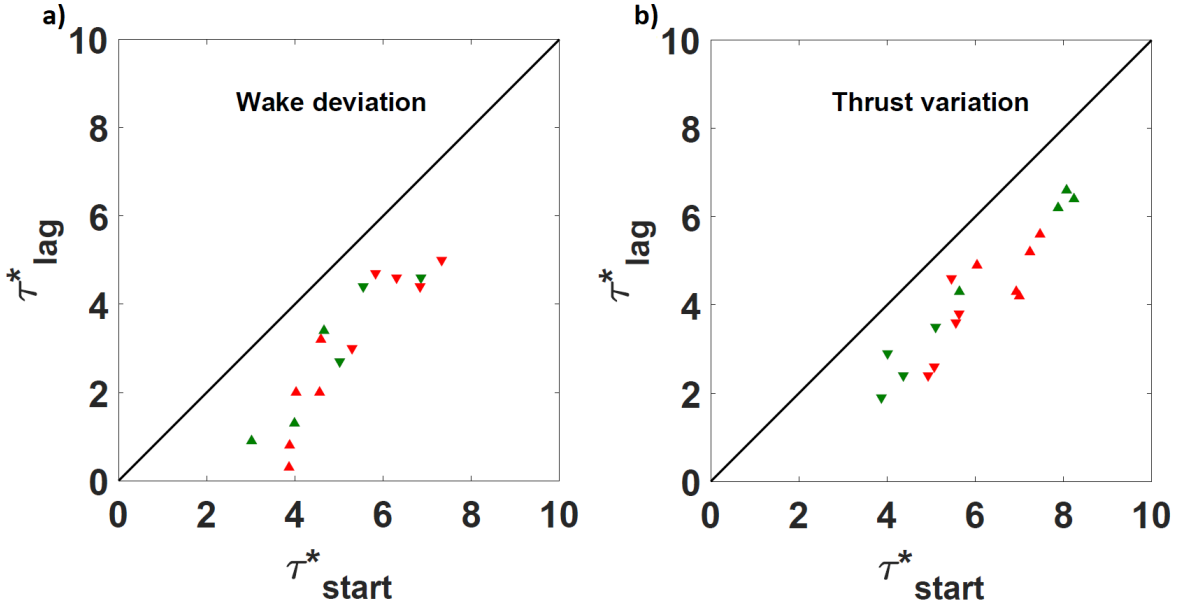 a)
Wake deviation
10
8
6
4
2
0
0 2 4 6 8 10
τ* lag
τ* start
b)
Thrust variation
10
8
6
4
2
0
0 2 4 6 8 10
τ* lag
τ* start